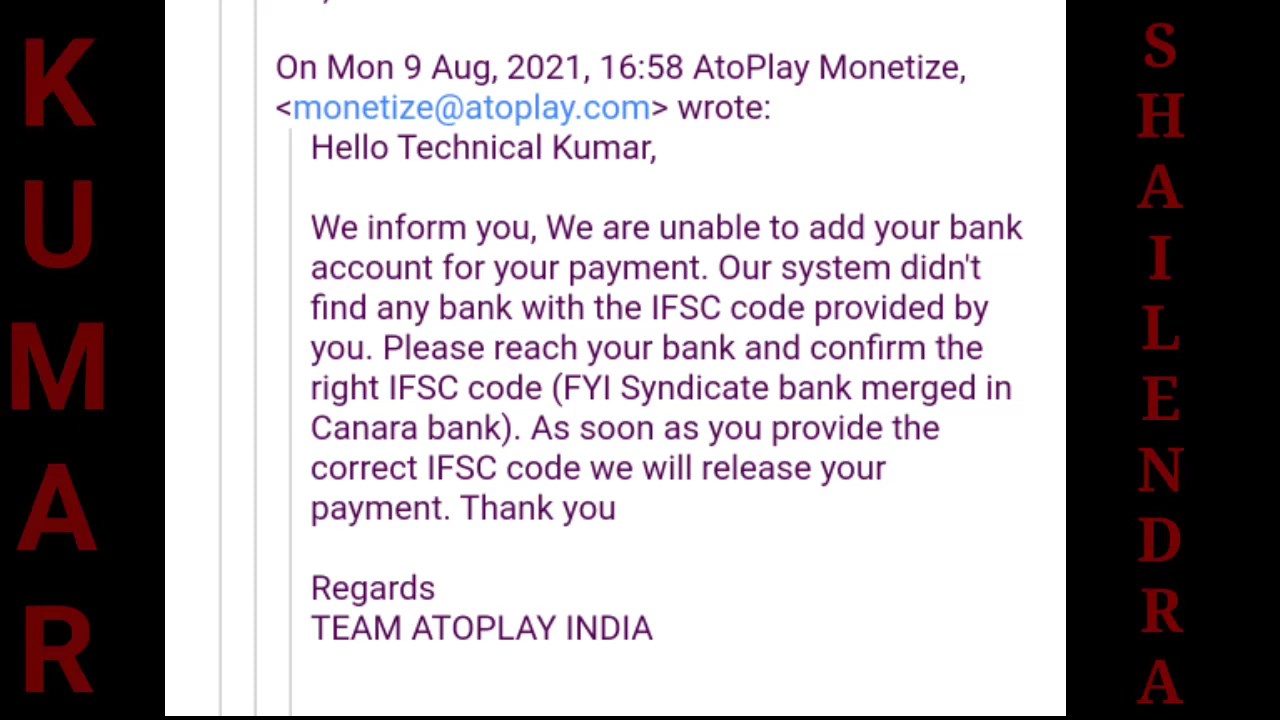 KUMAR
On Mon 9 Aug, 2021, 16:58 AtoPlay Monetize,
<monetize@atoplay.com> wrote:
Hello Technical Kumar,
We inform you, We are unable to add your bank
account for your payment. Our system didn't
find any bank with the IFSC code provided by
you. Please reach your bank and confirm the
right IFSC code (FYI Syndicate bank merged in
Canara bank). As soon as you provide the
correct IFSC code we will release your
payment. Thank you
Regards
TEAM ATOPLAY INDIA
SHAILENDRA